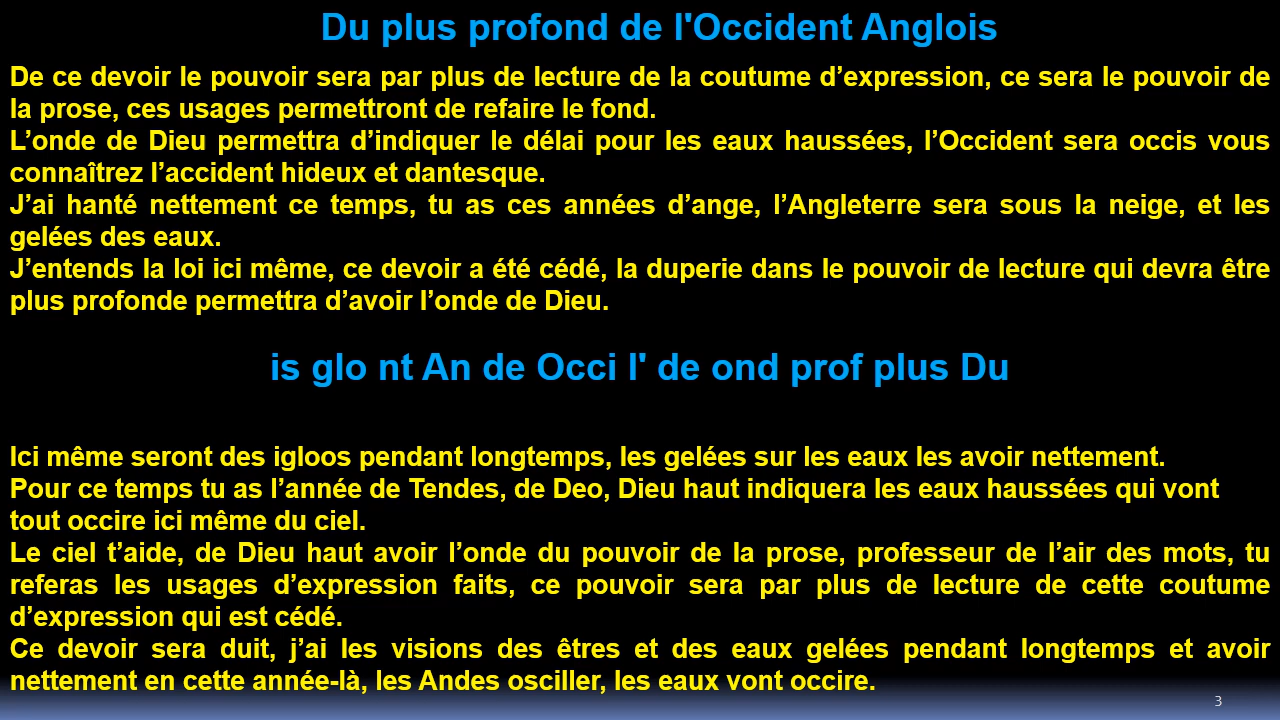 Du plus profond de l'Occident Anglois
De ce devoir le pouvoir sera par plus de lecture de la coutume d’expression, ce sera le pouvoir de
la prose, ces usages permettront de refaire le fond.
L’onde de Dieu permettra d’indiquer le délai pour les eaux haussées, l’Occident sera occis vous
connaîtrez l’accident hideux et dantesque.
J’ai hanté nettement ce temps, tu as ces années d’ange, l’Angleterre sera sous la neige, et les
gelées des eaux.
J’entends la loi ici même, ce devoir a été cédé, la duperie dans le pouvoir de lecture qui devra être
plus profonde permettra d’avoir l’onde de Dieu.
is glo nt An de Occi l' de ond prof plus Du
Ici même seront des igloos pendant longtemps, les gelées sur les eaux les avoir nettement.
Pour ce temps tu as l’année de Tendes, de Deo, Dieu haut indiquera les eaux haussées qui vont
tout occire ici même du ciel.
Le ciel t’aide, de Dieu haut avoir l’onde du pouvoir de la prose, professeur de l’air des mots, tu
referas les usages d’expression faits, ce pouvoir sera par plus de lecture de cette coutume
d’expression qui est cédé.
Ce devoir sera duit, j’ai les visions des êtres et des eaux gelées pendant longtemps et avoir
nettement en cette année-là, les Andes osciller, les eaux vont occire.
3